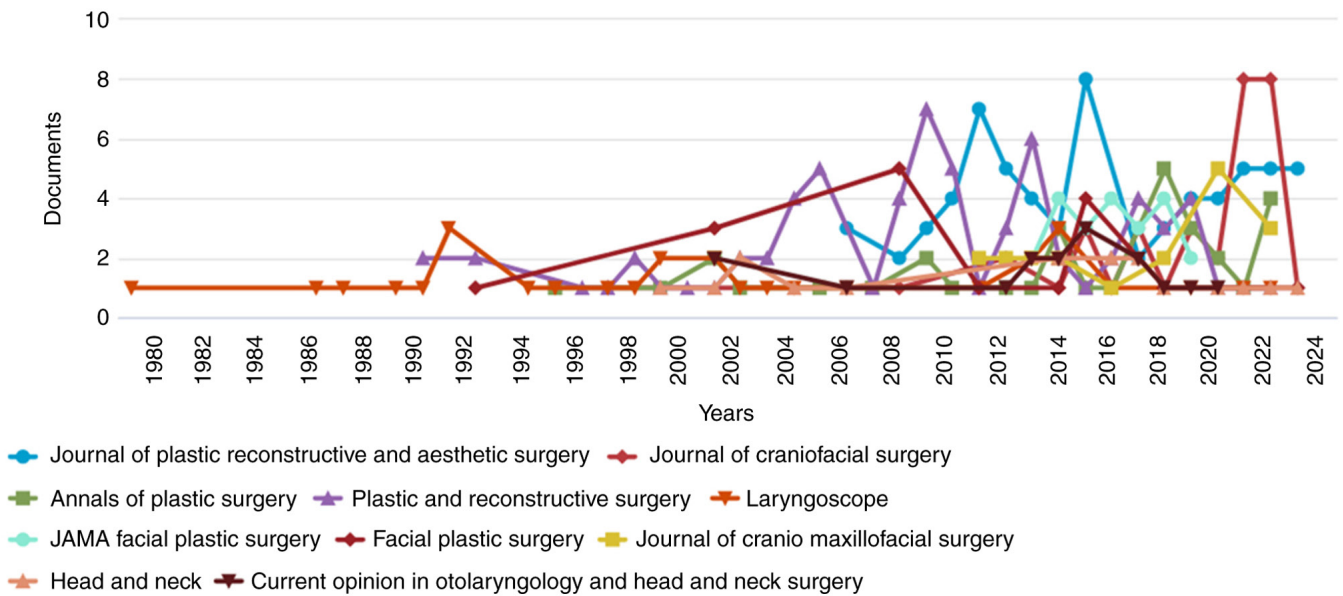 10
8
6
4
2
0
Documents
1980 1982 1984 1986 1988 1990 1992 1994 1996 1998 2000 2002 2004 2006 2008 2010 2012 2014 2016 2018 2020 2022 2024
Years
Journal of plastic reconstructive and aesthetic surgery Journal of craniofacial surgery
Annals of plastic surgery Plastic and reconstructive surgery Laryngoscope
JAMA facial plastic surgery Facial plastic surgery Journal of cranio maxillofacial surgery
Head and neck Current opinion in otolaryngology and head and neck surgery